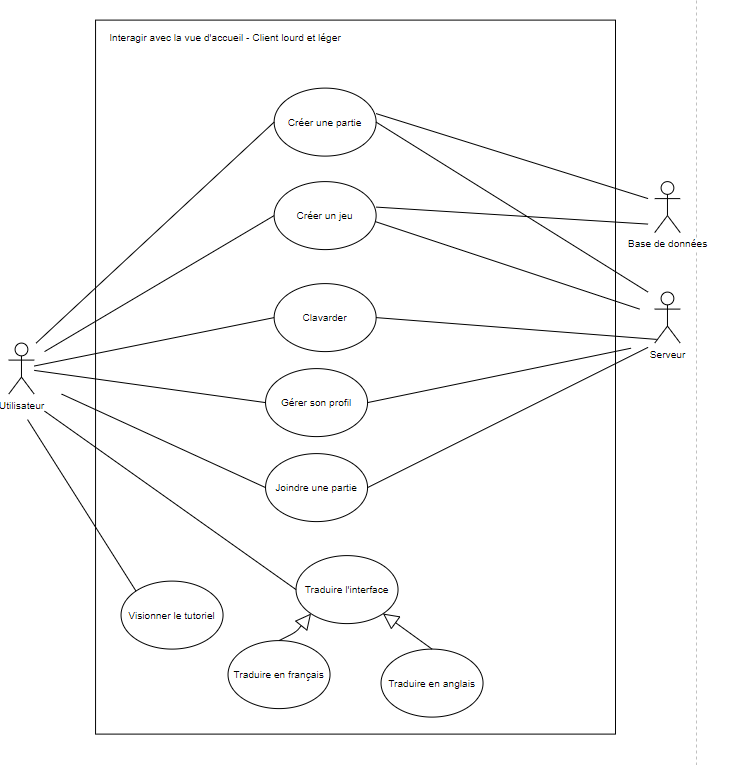 Interagir avec la vue d'accueil - Client lourd et léger
Créer une partie
Créer un jeu
Base de données
Clavarder
Serveur
Utilisateur
Gérer son profil
Joindre une partie
Traduire l'interface
Visionner le tutoriel
Traduire en français
Traduire en anglais